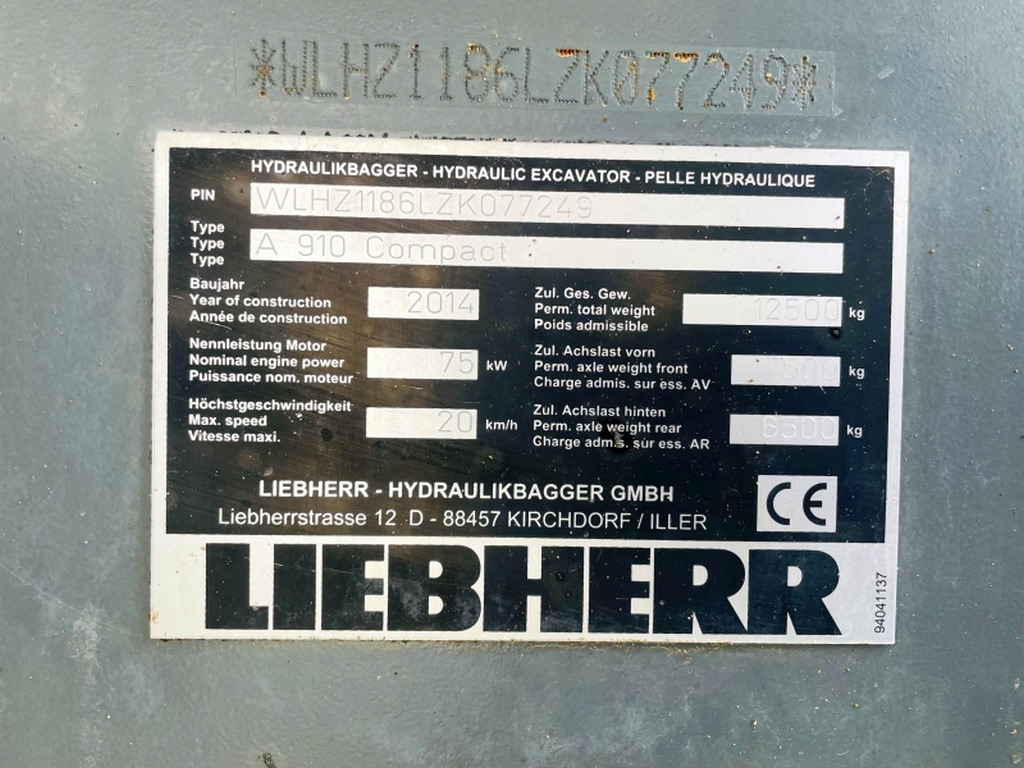 *WLHZ1186LZK077249*
HYDRAULIKBAGGER - HYDRAULIC EXCAVATOR - PELLE HYDRAULIQUE
PIN WLHZ1186LZK077249
Type
Type A 910 Compact
Type
Baujahr
Year of construction 2014
Année de construction
Zul. Ges. Gew.
Perm. total weight 12500 kg
Poids admissible
Nennleistung Motor
Nominal engine power 75 kW
Puissance nom. moteur
Zul. Achslast vorn
Perm. axle weight front kg
Charge admis. sur ess. AV
Höchstgeschwindigkeit
Max. speed 20 km/h
Vitesse maxi.
Zul. Achslast hinten
Perm. axle weight rear kg
Charge adm.s. sur ess. AR
LIEBHERR - HYDRAULIKBAGGER GMBH
Liebherrstrasse 12 D - 88457 KIRCHDORF / ILLER
CE
LIEBHERR
94041137